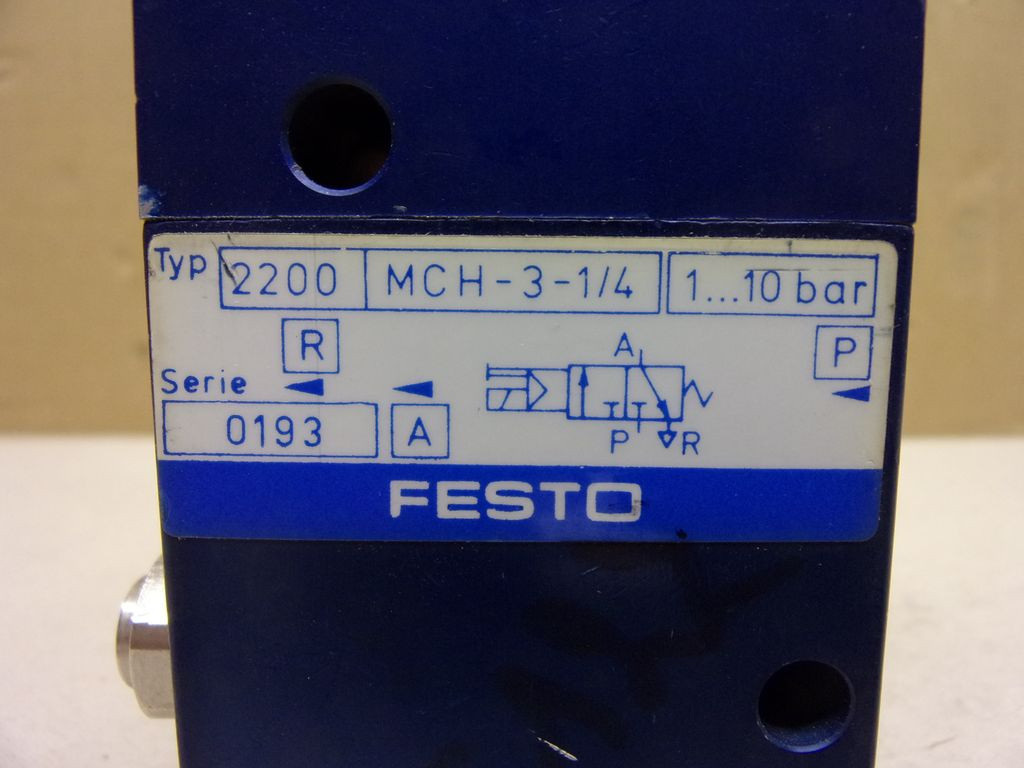 Typ 2200 MCH-3-1/4 1...10 bar
R
A
P
Serie
0193
A
P
R
FESTO